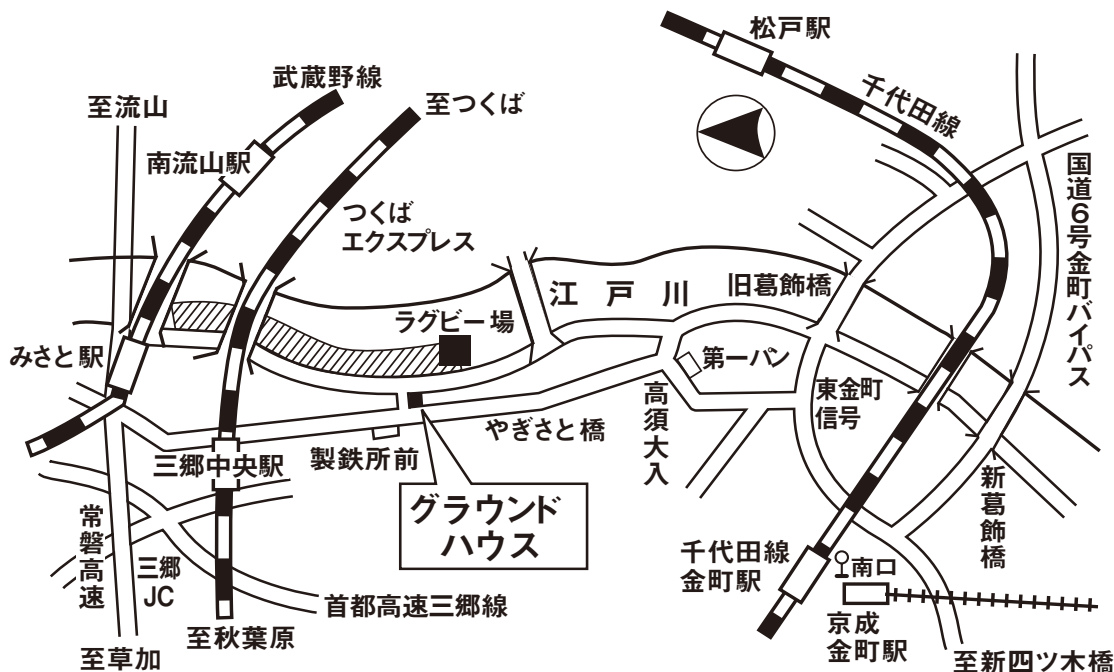 松戸駅
武蔵野線
至つくば
至流山
千代田線
南流山駅
国道6号金町バイパス
つくば
エクスプレス
江戸川
旧葛飾橋
ラグビー場
みさと駅
第一パン
東金町
信号
高須大入
やぎさと橋
製鉄所前
三郷中央駅
グラウンド
ハウス
新葛飾橋
常磐高速
三郷
JC
千代田線
金町駅
南口
首都高速三郷線
京成
金町駅
至秋葉原
至草加
至新四ツ木橋